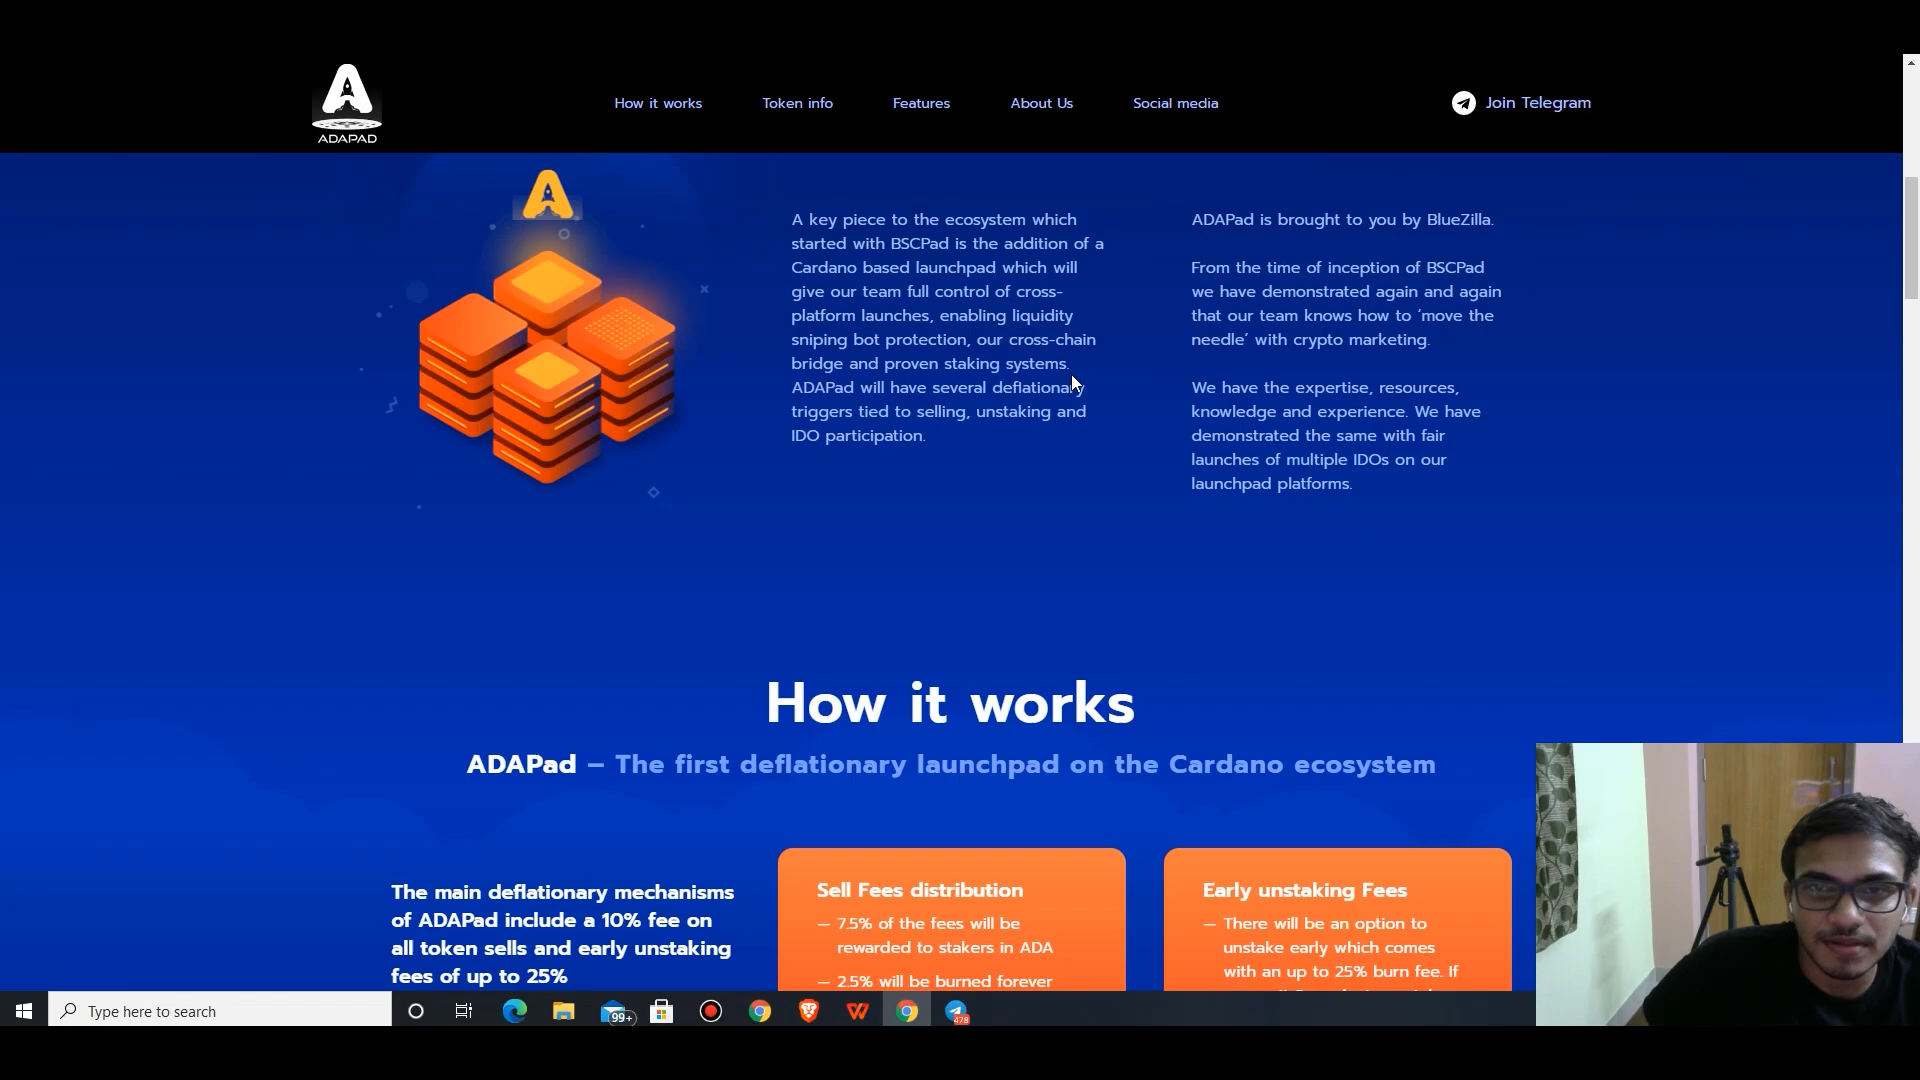 ADAPAD
How it works
Token info
Features
About Us
Social media
Join Telegram
A key piece to the ecosystem which
started with BSCPad is the addition of a
Cardano based launchpad which will
give our team full control of cross-
platform launches, enabling liquidity
sniping bot protection, our cross-chain
bridge and proven staking systems.
ADAPad will have several deflationary
triggers tied to selling, unstaking and
IDO participation.
ADAPad is brought to you by BlueZilla.
From the time of inception of BSCPad
we have demonstrated again and again
that our team knows how to ‘move the
needle’ with crypto marketing.
We have the expertise, resources,
knowledge and experience. We have
demonstrated the same with fair
launches of multiple IDOs on our
launchpad platforms.
How it works
ADAPad – The first deflationary launchpad on the Cardano ecosystem
The main deflationary mechanisms
of ADAPad include a 10% fee on
all token sells and early unstaking
fees of up to 25%
Sell Fees distribution
— 7.5% of the fees will be
rewarded to stakers in ADA
— 2.5% will be burned forever
Early unstaking Fees
— There will be an option to
unstake early which comes
with an up to 25% burn fee. If
Type here to search
99+
478